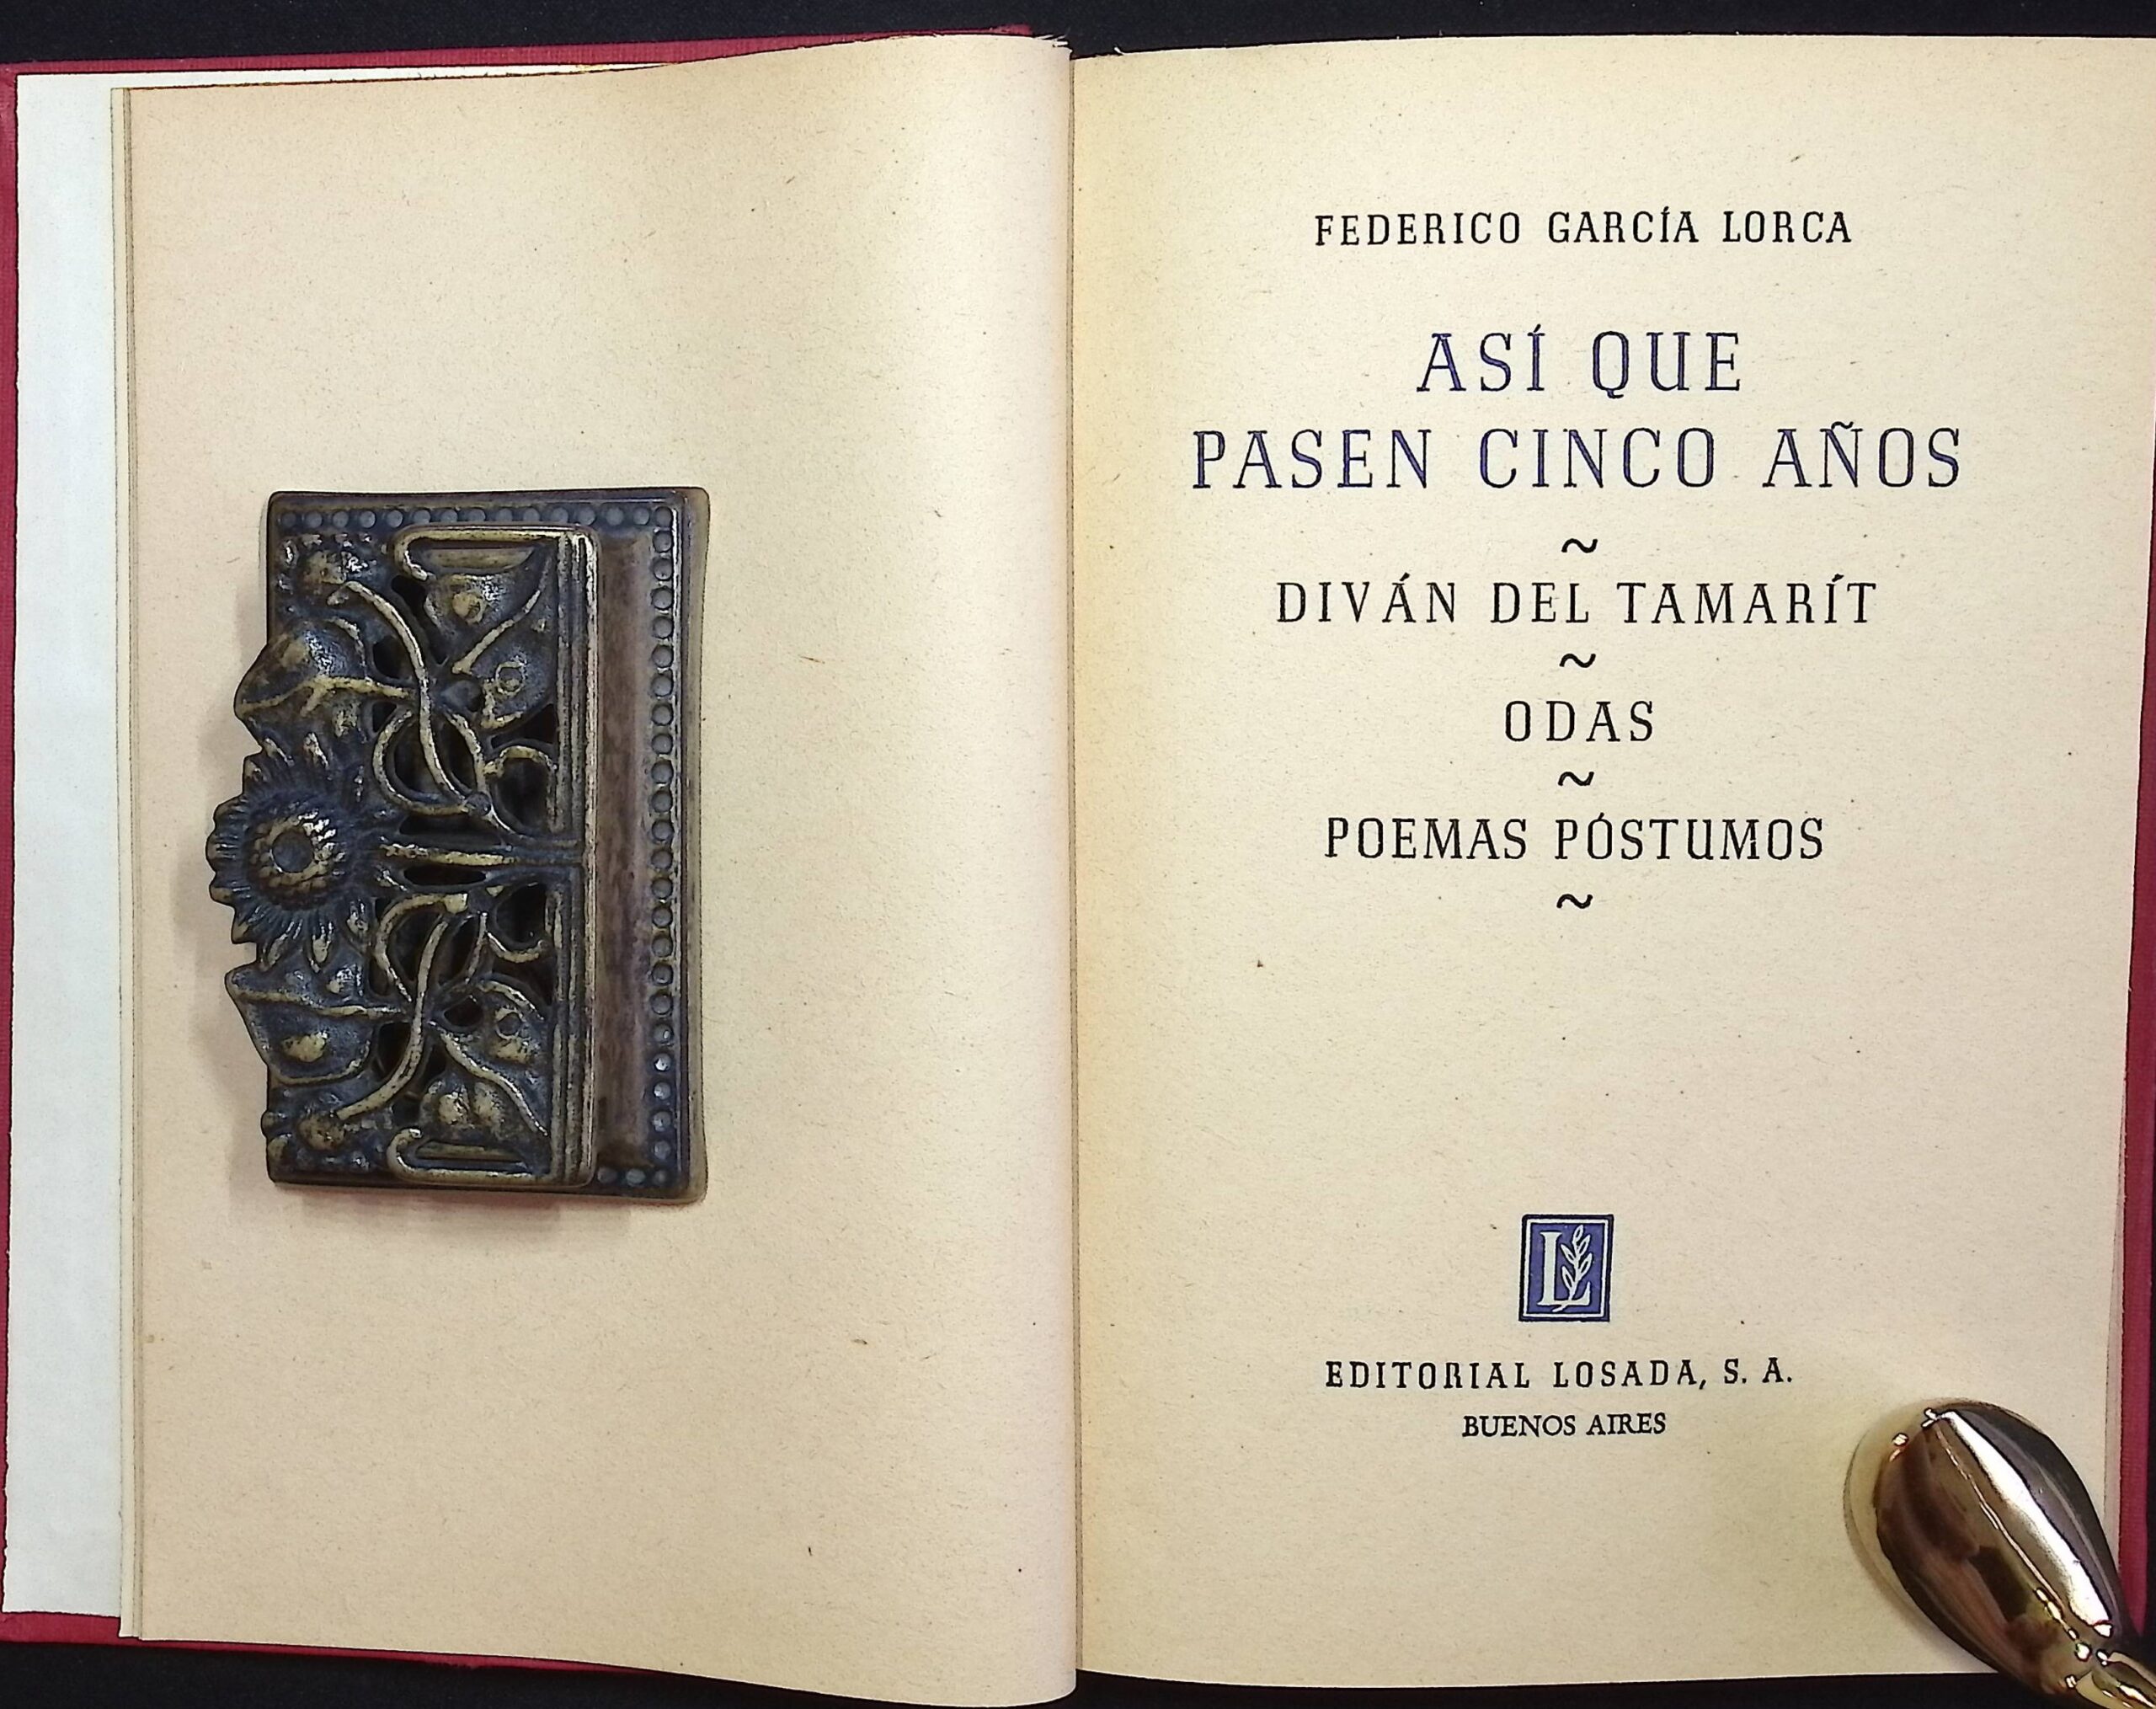 FEDERICO GARCÍA LORCA
ASÍ QUE
PASEN CINCO AÑOS
~
DIVÁN DEL TAMARÍT
~
ODAS
~
POEMAS PÓSTUMOS
~
L
EDITORIAL LOSADA, S. A.
BUENOS AIRES